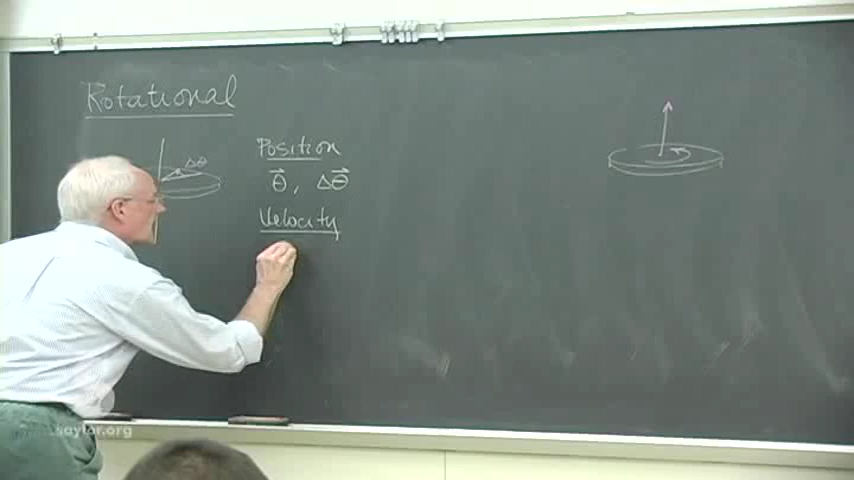 Rotational
Δθ
Position
θ⃗, Δθ⃗
Velocity
saylor.org